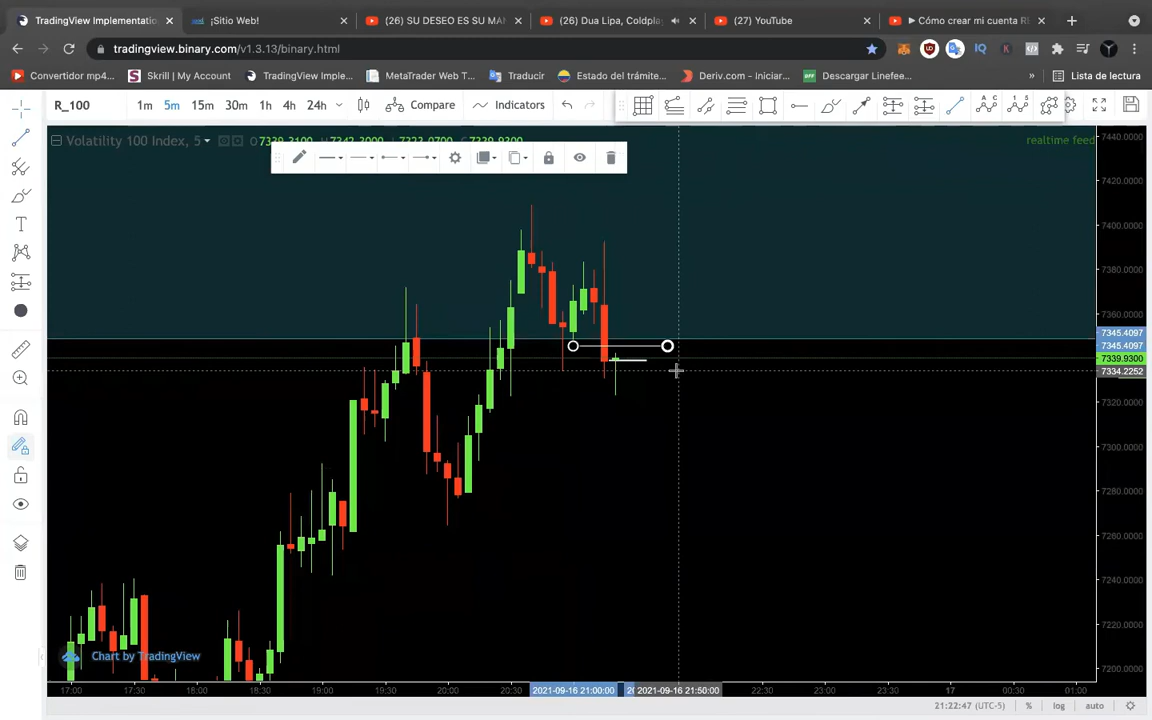 TradingView Implementatio
¡Sitio Web!
(26) SU DESEO ES SU MAN
(26) Dua Lipa, Coldplay
(27) YouTube
Cómo crear mi cuenta RE
tradingview.binary.com/v1.3.13/binary.html
Convertidor mp4...
Skrill | My Account
TradingView Imple...
MetaTrader Web T...
Traducir
Estado del trámite...
Deriv.com - Iniciar...
Descargar Linefee...
»
Lista de lectura
R_100
1m
5m
15m
30m
1h
4h
24h
Compare
Indicators
Volatility 100 Index, 5
realtime feed
7440.0000
7420.0000
7400.0000
7380.0000
7360.0000
7345.4097
7345.4097
7339.9300
7334.2252
7320.0000
7300.0000
7280.0000
7260.0000
7240.0000
7220.0000
7200.0000
Chart by TradingView
17:00
17:30
18:00
18:30
19:00
19:30
20:00
20:30
2021-09-16 21:00:00
2021-09-16 21:50:00
22:30
23:00
23:30
17
00:30
01:00
21:22:47 (UTC-5)
%
log
auto